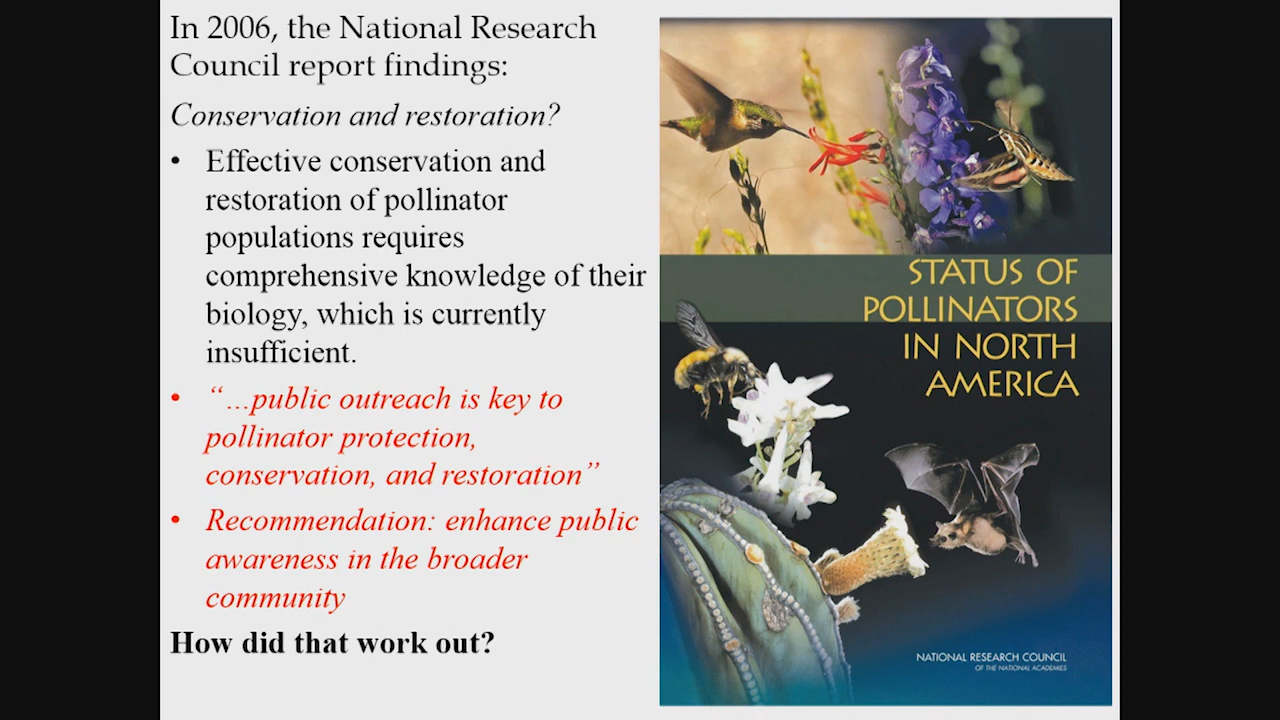 In 2006, the National Research
Council report findings:
Conservation and restoration?
• Effective conservation and
restoration of pollinator
populations requires
comprehensive knowledge of their
biology, which is currently
insufficient.
• “…public outreach is key to
pollinator protection,
conservation, and restoration”
• Recommendation: enhance public
awareness in the broader
community
How did that work out?
STATUS OF
POLLINATORS
IN NORTH
AMERICA
NATIONAL RESEARCH COUNCIL
OF THE NATIONAL ACADEMIES